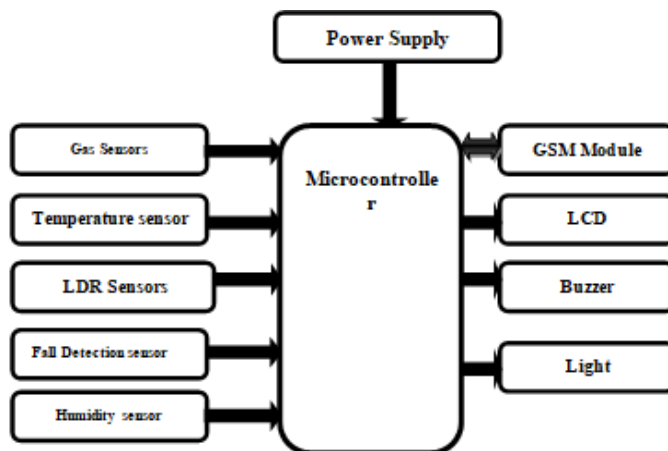 Power Supply
Gas Sensors
Temperature sensor
LDR Sensors
Fall Detection sensor
Humidity sensor
Microcontrolle
r
GSM Module
LCD
Buzzer
Light